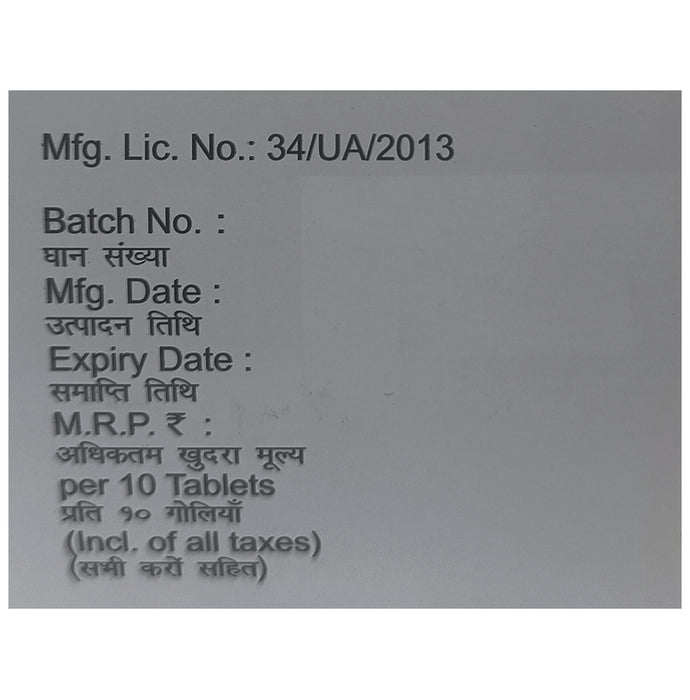 Mfg. Lic. No.: 34/UA/2013
Batch No. :
घान संख्या
Mfg. Date :
उत्पादन तिथि
Expiry Date :
समाप्ति तिथि
M.R.P. ₹ :
अधिकतम खुदरा मूल्य
per 10 Tablets
प्रति १० गोलियाँ
(Incl. of all taxes)
(सभी करों सहित)